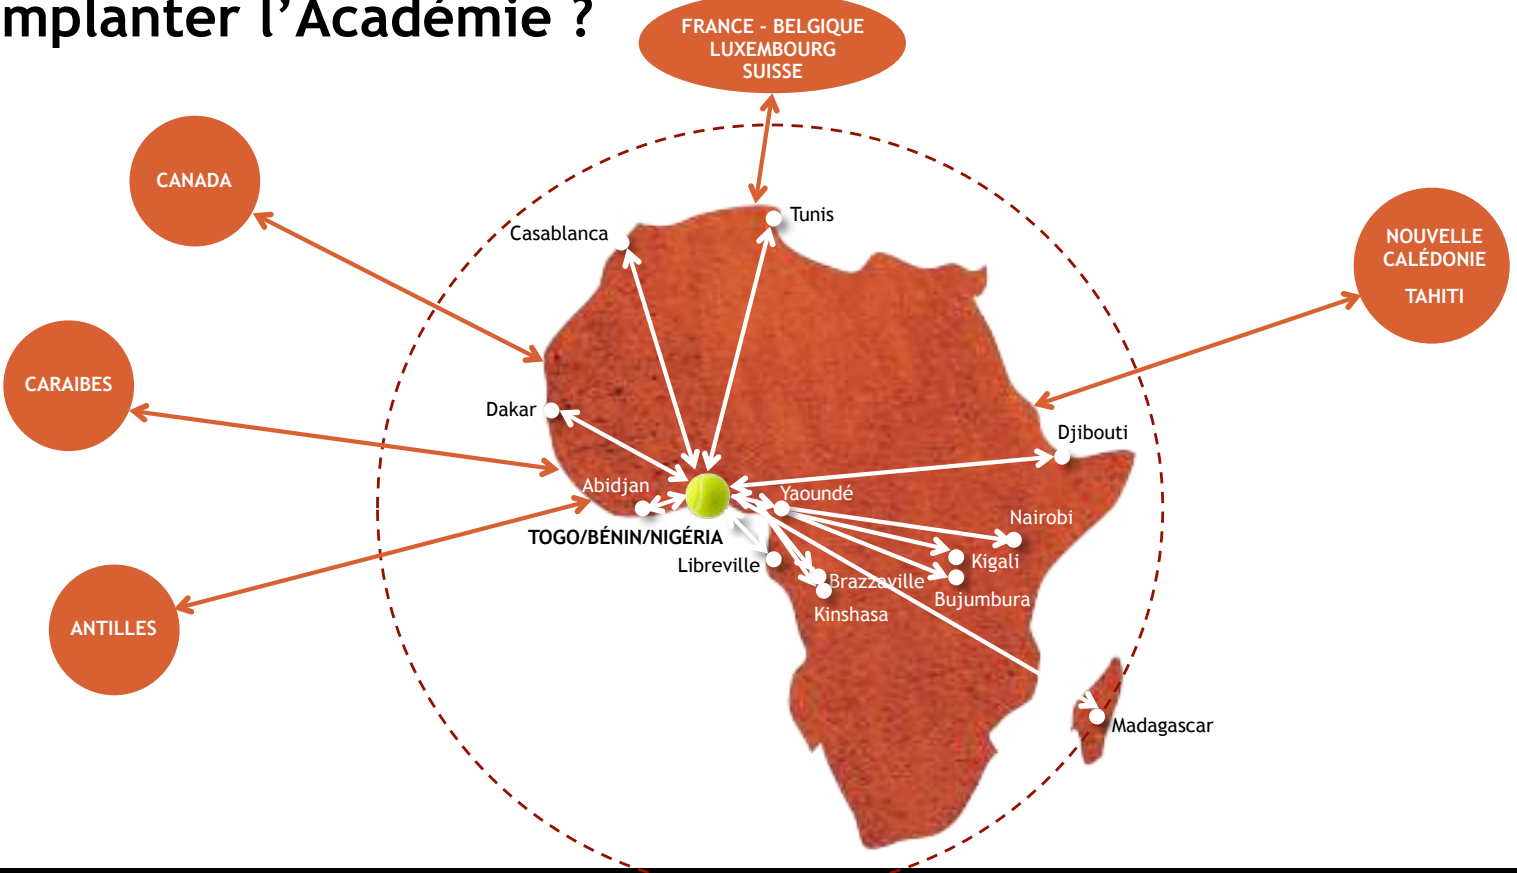 mplanter l’Académie ?
FRANCE - BELGIQUE
LUXEMBOURG
SUISSE
CANADA
Tunis
Casablanca
NOUVELLE
CALÉDONIE
TAHITI
CARAIBES
Dakar
Djibouti
Abidjan
Yaoundé
Nairobi
TOGO/BÉNIN/NIGÉRIA
Libreville
Kigali
Brazzaville
Bujumbura
Kinshasa
ANTILLES
Madagascar